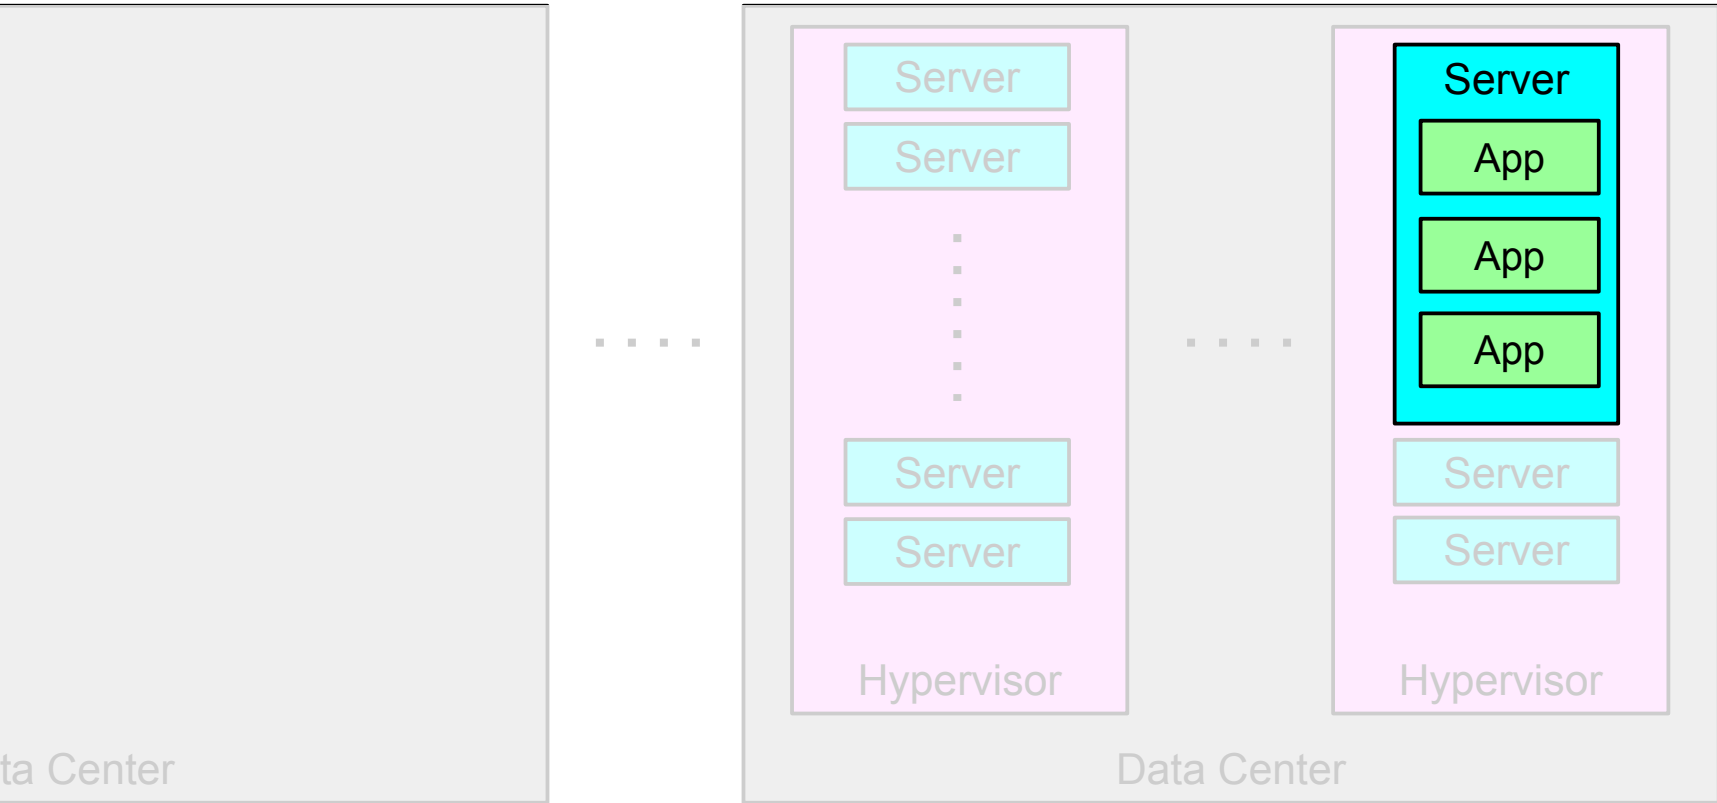 Server
Server
Server
Server
Hypervisor
Server
App
App
App
Server
Server
Hypervisor
ta Center
Data Center